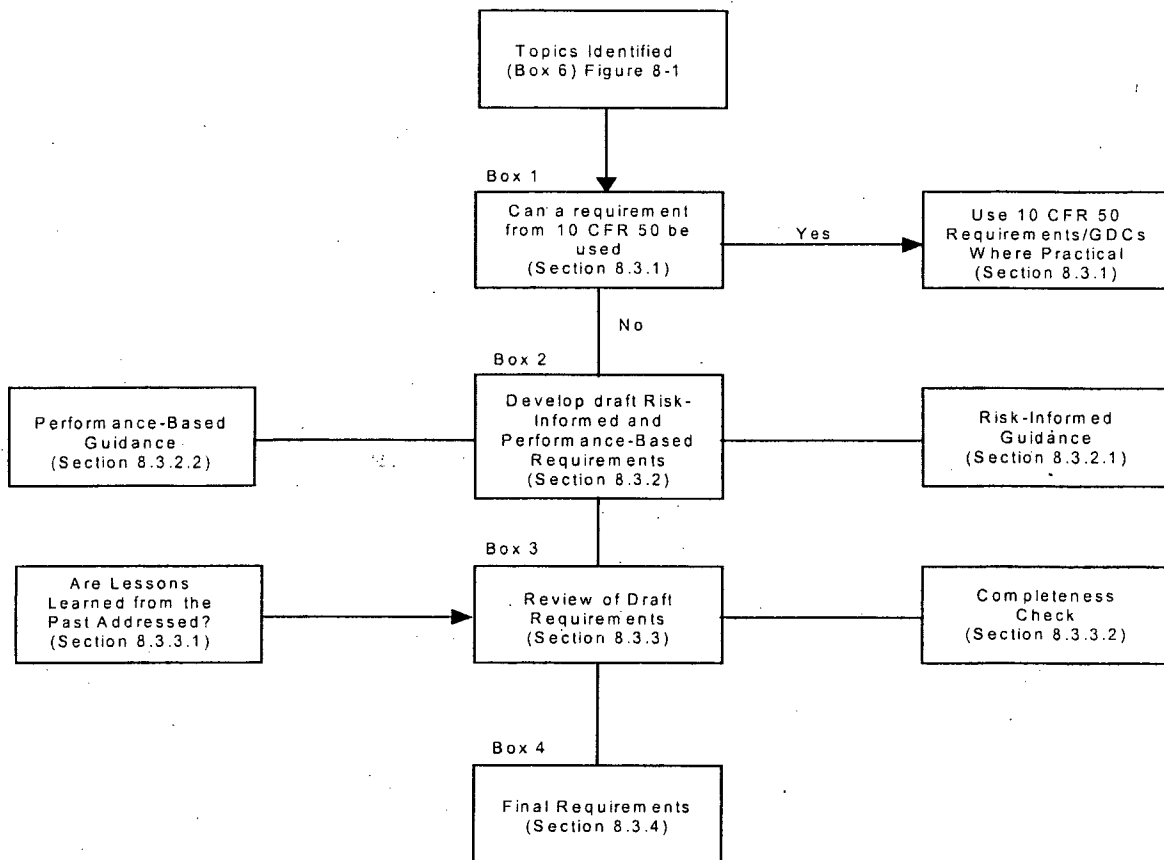 Topics Identified
(Box 6) Figure 8-1
Box 1
Can a requirement
from 10 CFR 50 be
used
(Section 8.3.1)
Yes
Use 10 CFR 50
Requirements/GDCs
Where Practical
(Section 8.3.1)
No
Box 2
Performance-Based
Guidance
(Section 8.3.2.2)
Develop draft Risk-
Informed and
Performance-Based
Requirements
(Section 8.3.2)
Risk-Informed
Guidance
(Section 8.3.2.1)
Box 3
Are Lessons
Learned from the
Past Addressed?
(Section 8.3.3.1)
Review of Draft
Requirements
(Section 8.3.3)
Completeness
Check
(Section 8.3.3.2)
Box 4
Final Requirements
(Section 8.3.4)